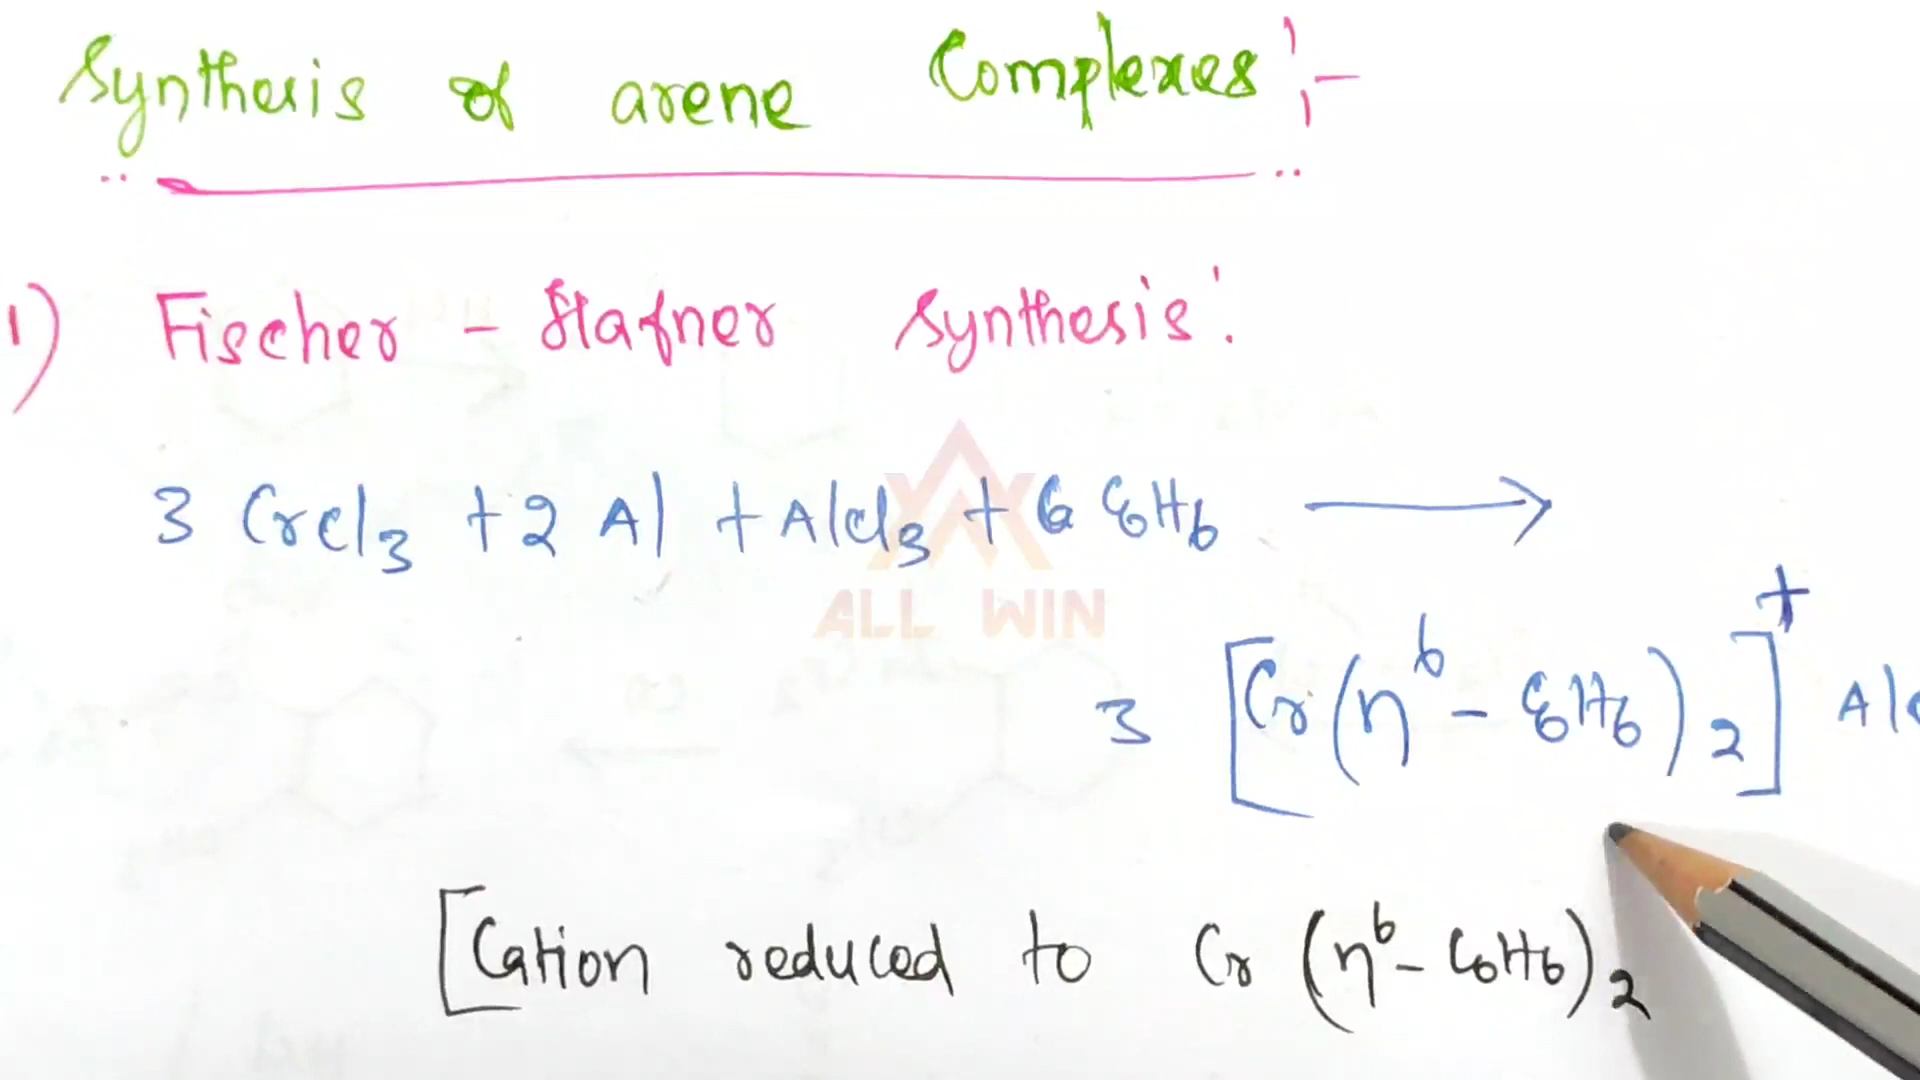 Synthesis of arene Complexes :-
1) Fischer - Hafner Synthesis :
3 CrCl3 + 2 Al + AlCl3 + 6 C6H6 →
ALL WIN
3 [Cr(η6 - C6H6)2]+ Alc
[Cation reduced to Cr (η6 - C6H6)2